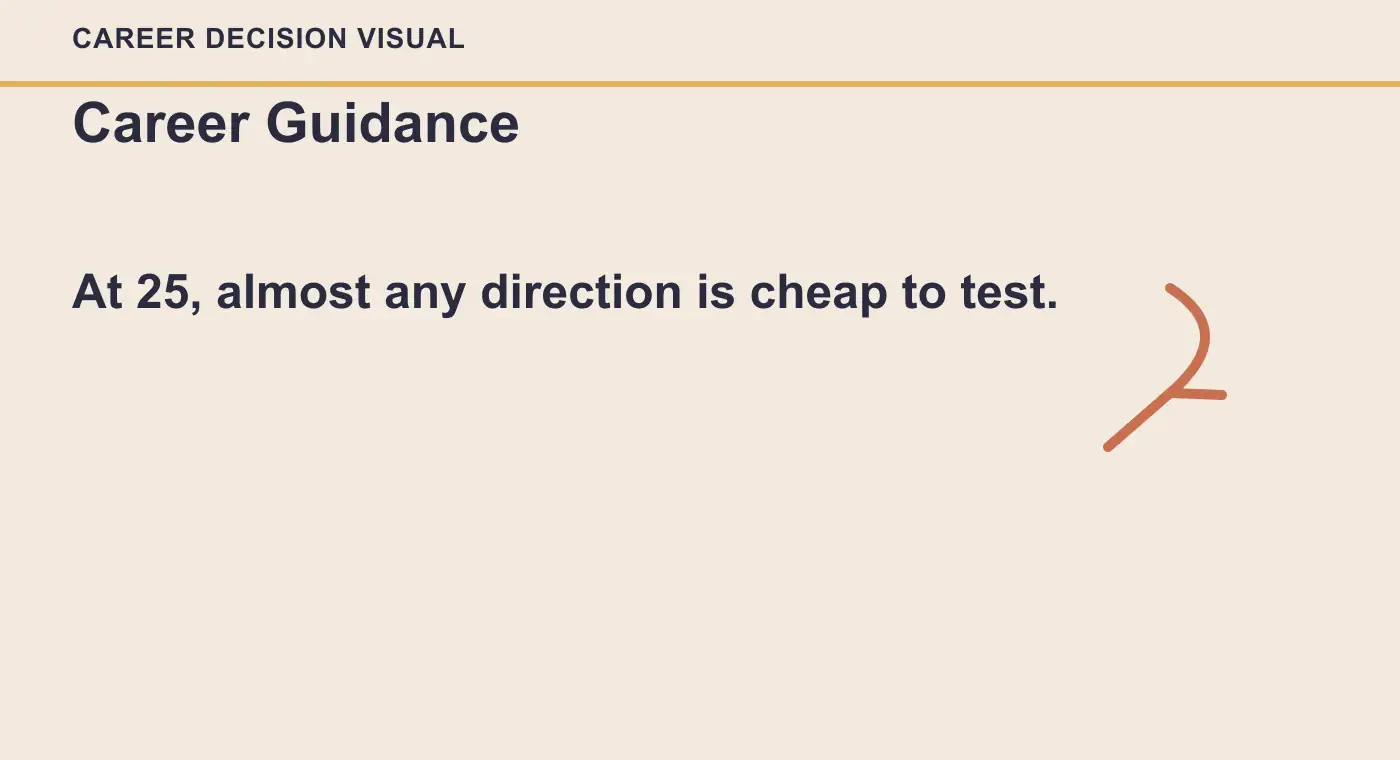 CAREER DECISION VISUAL
Career Guidance
At 25, almost any direction is cheap to test.